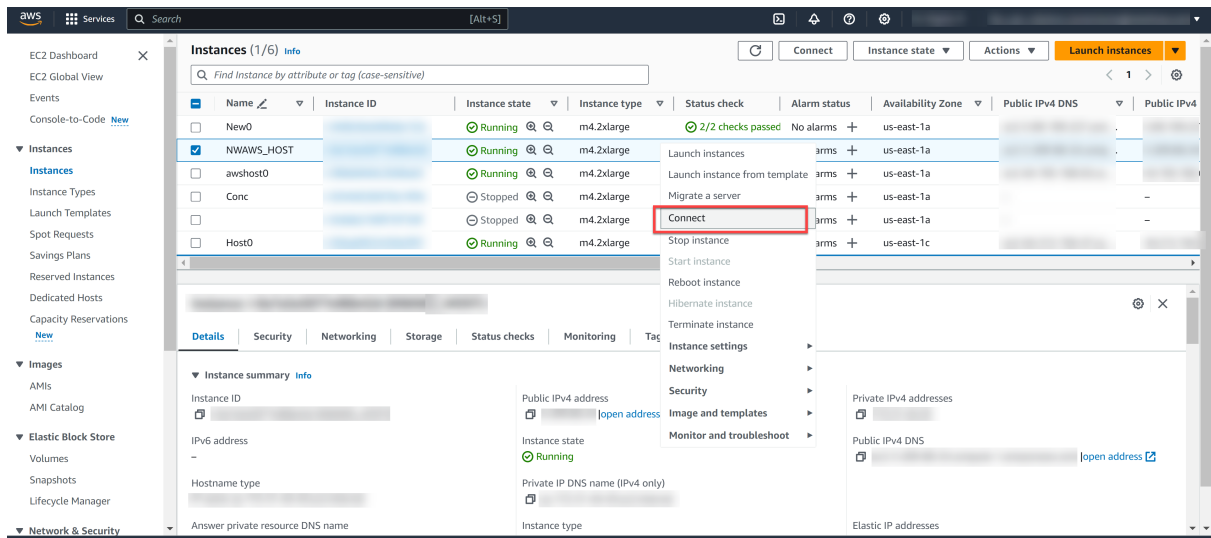 aws Services Search [Alt+S]
EC2 Dashboard
EC2 Global View
Events
Console-to-Code New
Instances
Instances
Instance Types
Launch Templates
Spot Requests
Savings Plans
Reserved Instances
Dedicated Hosts
Capacity Reservations
New
Images
AMIs
AMI Catalog
Elastic Block Store
Volumes
Snapshots
Lifecycle Manager
Network & Security
Instances (1/6) Info
Connect Instance state Actions Launch instances
Find Instance by attribute or tag (case-sensitive)
1
Name Instance ID Instance state Instance type Status check Alarm status Availability Zone Public IPv4 DNS Public IPv4
New0 Running m4.2xlarge 2/2 checks passed No alarms + us-east-1a
NWAWS_HOST Running m4.2xlarge arms + us-east-1a
awshost0 Running m4.2xlarge arms + us-east-1a
Conc Stopped m4.2xlarge arms + us-east-1a –
Stopped m4.2xlarge arms + us-east-1a –
Host0 Running m4.2xlarge arms + us-east-1c
Launch instances
Launch instance from template
Migrate a server
Connect
Stop instance
Start instance
Reboot instance
Hibernate instance
Terminate instance
Instance settings
Networking
Security
Image and templates
Monitor and troubleshoot
Details Security Networking Storage Status checks Monitoring Tag
Instance summary Info
Instance ID
Public IPv4 address
open address
Private IPv4 addresses
IPv6 address
–
Instance state
Running
Public IPv4 DNS
open address
Hostname type
Private IP DNS name (IPv4 only)
Answer private resource DNS name
Instance type
Elastic IP addresses